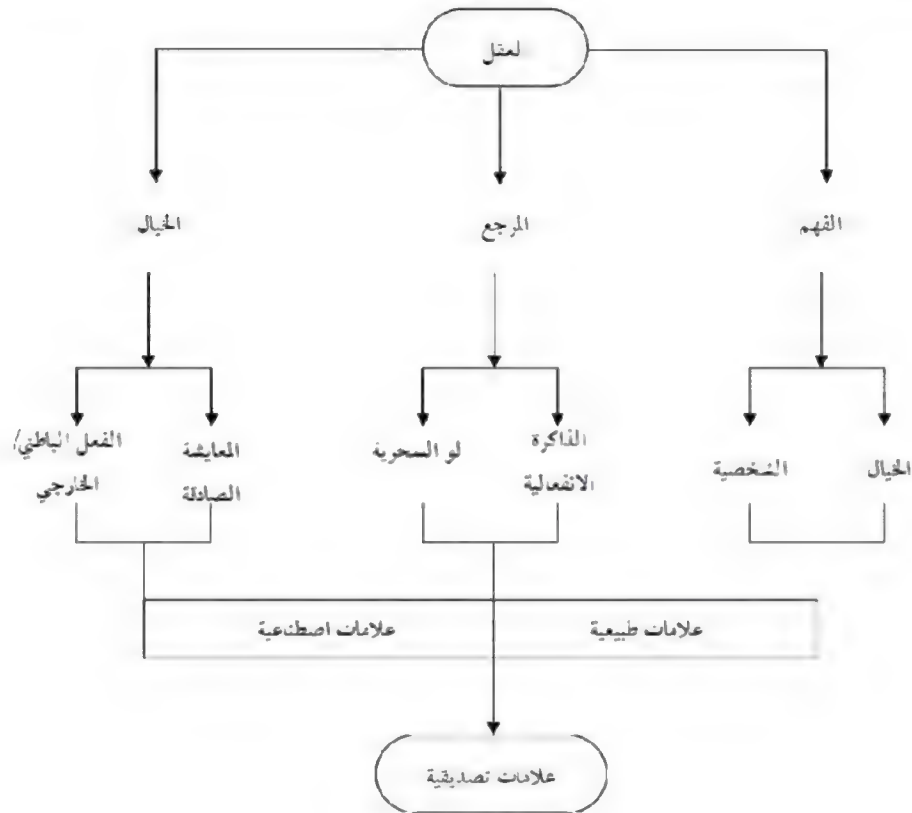 لعقل
الفهم
المرجع
الخيال
الخيال
الشخصية
الذاكرة
الانفعالية
لو السحرية
المعايشة
الصادقة
الفعل الباطني/
الخارجي
علامات طبيعية
علامات اصطناعية
علامات تصديقية